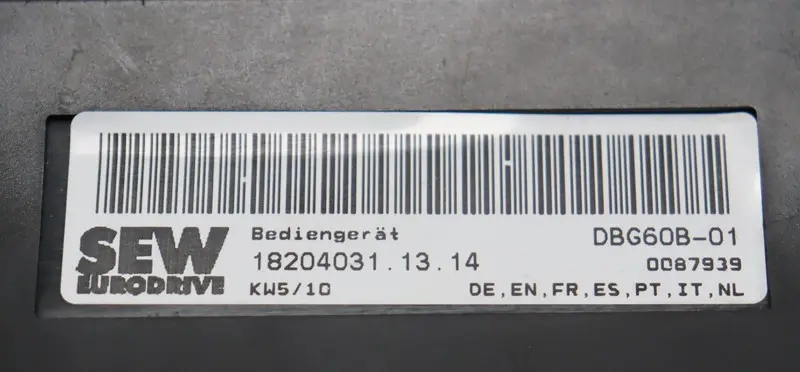 SEW
EURODRIVE
Bediengerät
18204031.13.14
KW5/10
DBG60B-01
0087939
DE,EN,FR,ES,PT,IT,NL